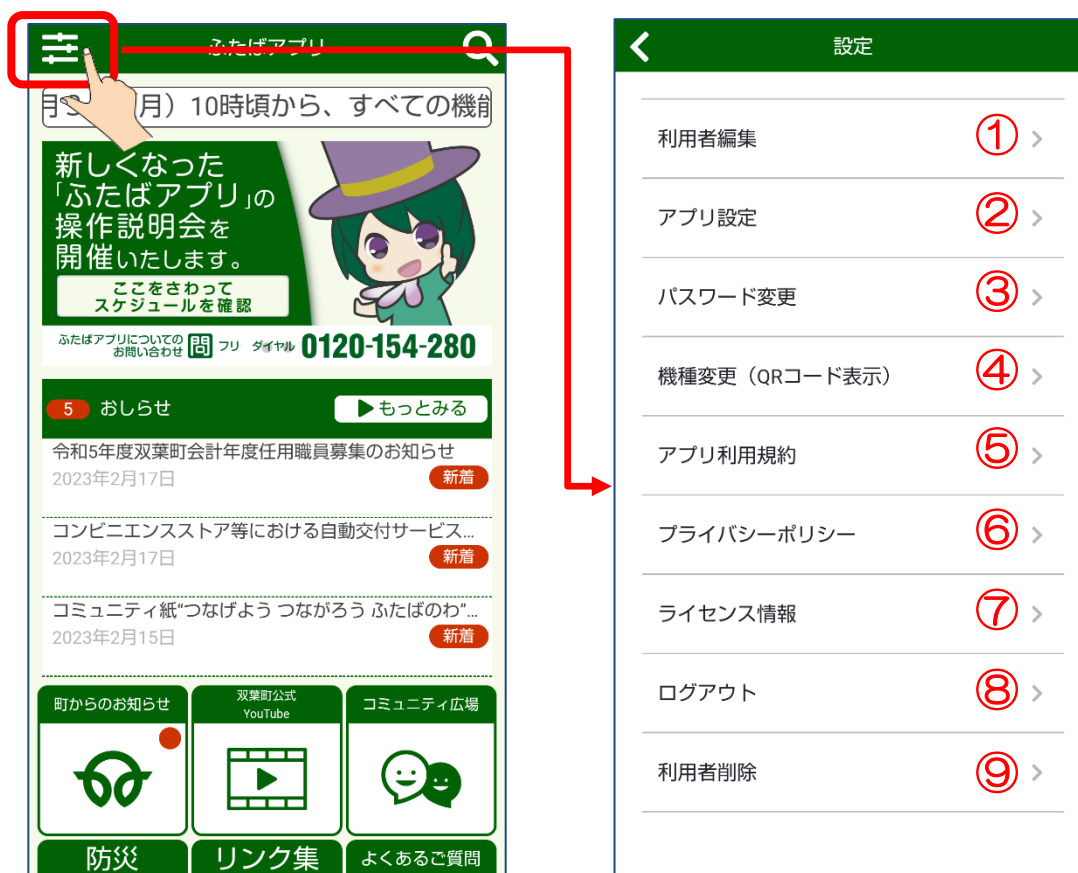 ふたばアプリ
月）10時頃から、すべての機能
新しくなった
「ふたばアプリ」の
操作説明会を
開催いたします。
ここをさわって
スケジュールを確認
ふたばアプリについての
お問い合わせ
問 フリ ダイヤル 0120-154-280
5 おしらせ ▶もっとみる
令和5年度双葉町会計年度任用職員募集のお知らせ
2023年2月17日 新着
コンビニエンスストア等における自動交付サービス...
2023年2月17日 新着
コミュニティ紙“つなげよう つながろう ふたばのわ”...
2023年2月15日 新着
町からのお知らせ
双葉町公式
YouTube
コミュニティ広場
防災 リンク集 よくあるご質問
設定
利用者編集 ①
アプリ設定 ②
パスワード変更 ③
機種変更（QRコード表示） ④
アプリ利用規約 ⑤
プライバシーポリシー ⑥
ライセンス情報 ⑦
ログアウト ⑧
利用者削除 ⑨